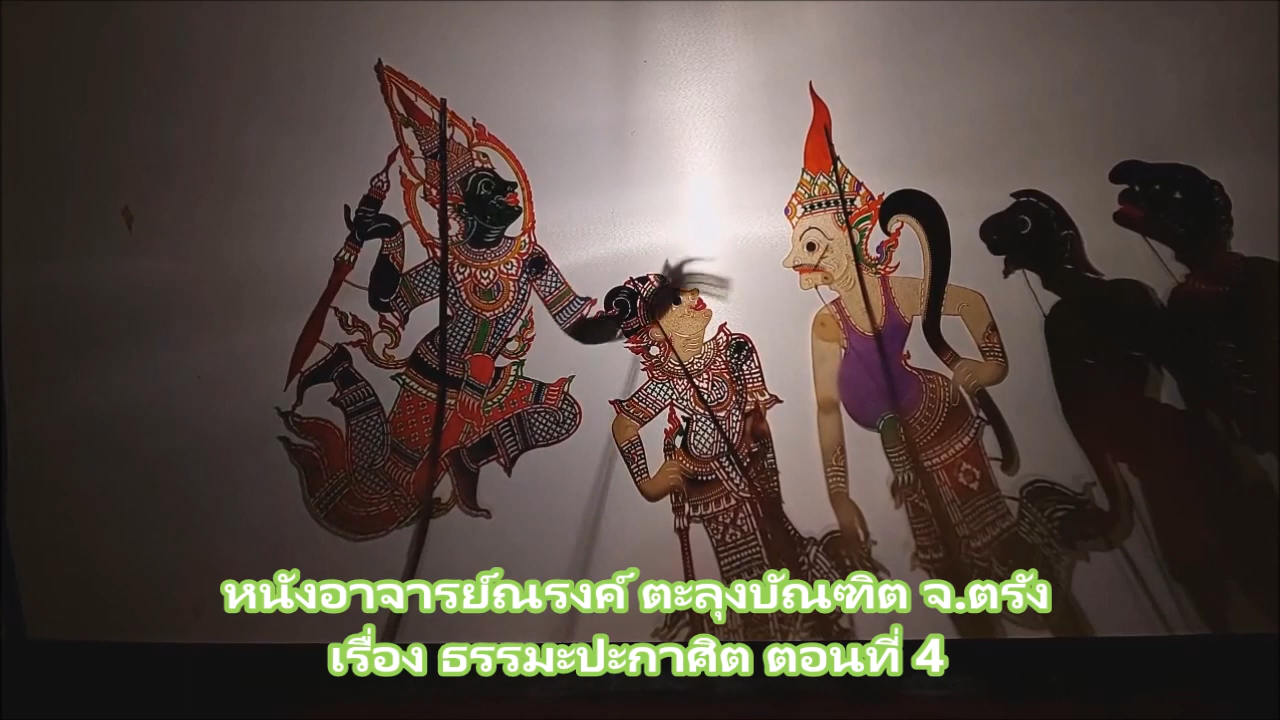 หนังอาจารย์ณรงค์ ตะลุงบัณฑิต จ.ตรัง
เรื่อง ธรรมะปะกาศิต ตอนที่ 4